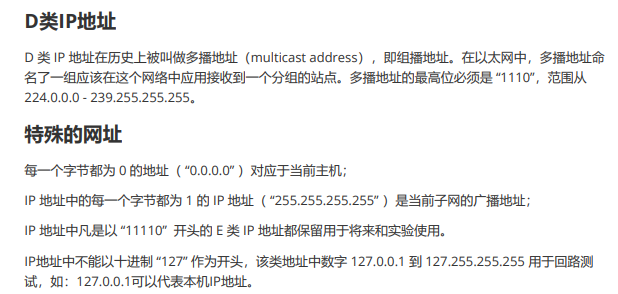 D类IP地址
D 类 IP 地址在历史上被叫做多播地址（multicast address），即组播地址。在以太网中，多播地址命
名了一组应该在这个网络中应用接收到一个分组的站点。多播地址的最高位必须是 “1110”，范围从
224.0.0.0 - 239.255.255.255。
特殊的网址
每一个字节都为 0 的地址（ “0.0.0.0” ）对应于当前主机；
IP 地址中的每一个字节都为 1 的 IP 地址（ “255.255.255.255” ）是当前子网的广播地址；
IP 地址中凡是以 “11110” 开头的 E 类 IP 地址都保留用于将来和实验使用。
IP地址中不能以十进制 “127” 作为开头，该类地址中数字 127.0.0.1 到 127.255.255.255 用于回路测
试，如：127.0.0.1可以代表本机IP地址。